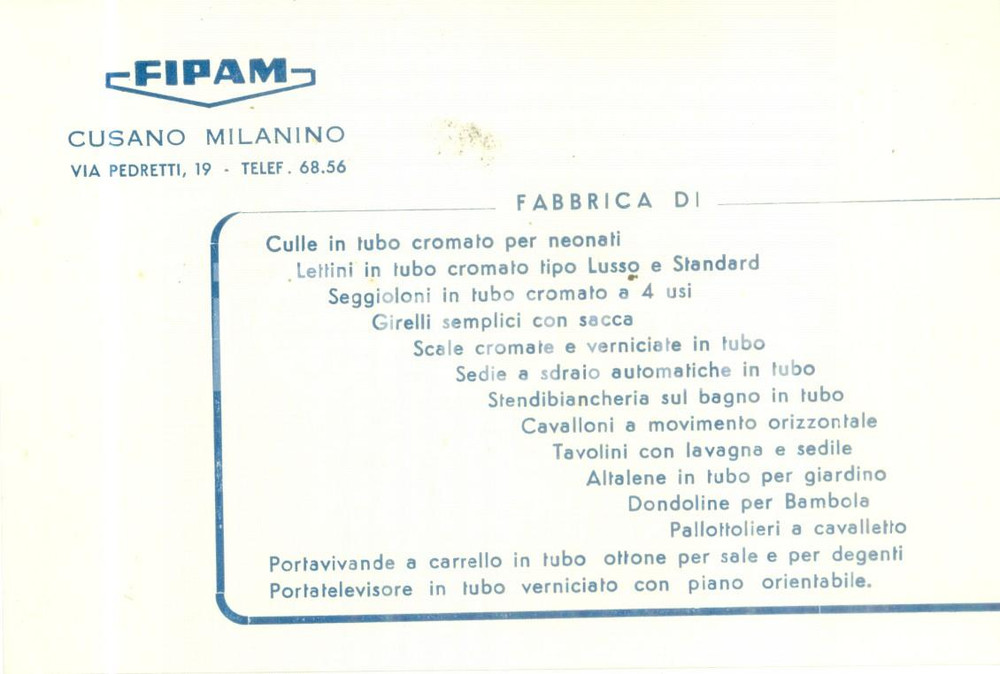 FIPAM
CUSANO MILANINO
VIA PEDRETTI, 19 - TELEF. 68.56
FABBRICA DI
Culle in tubo cromato per neonati
Lettini in tubo cromato tipo Lusso e Standard
Seggioloni in tubo cromato a 4 usi
Girelli semplici con sacca
Scale cromate e verniciate in tubo
Sedie a sdraio automatiche in tubo
Stendibiancheria sul bagno in tubo
Cavalloni a movimento orizzontale
Tavolini con lavagna e sedile
Altalene in tubo per giardino
Dondoline per Bambola
Pallottolieri a cavalletto
Portavivande a carrello in tubo ottone per sale e per degenti
Portatelevisore in tubo verniciato con piano orientabile.